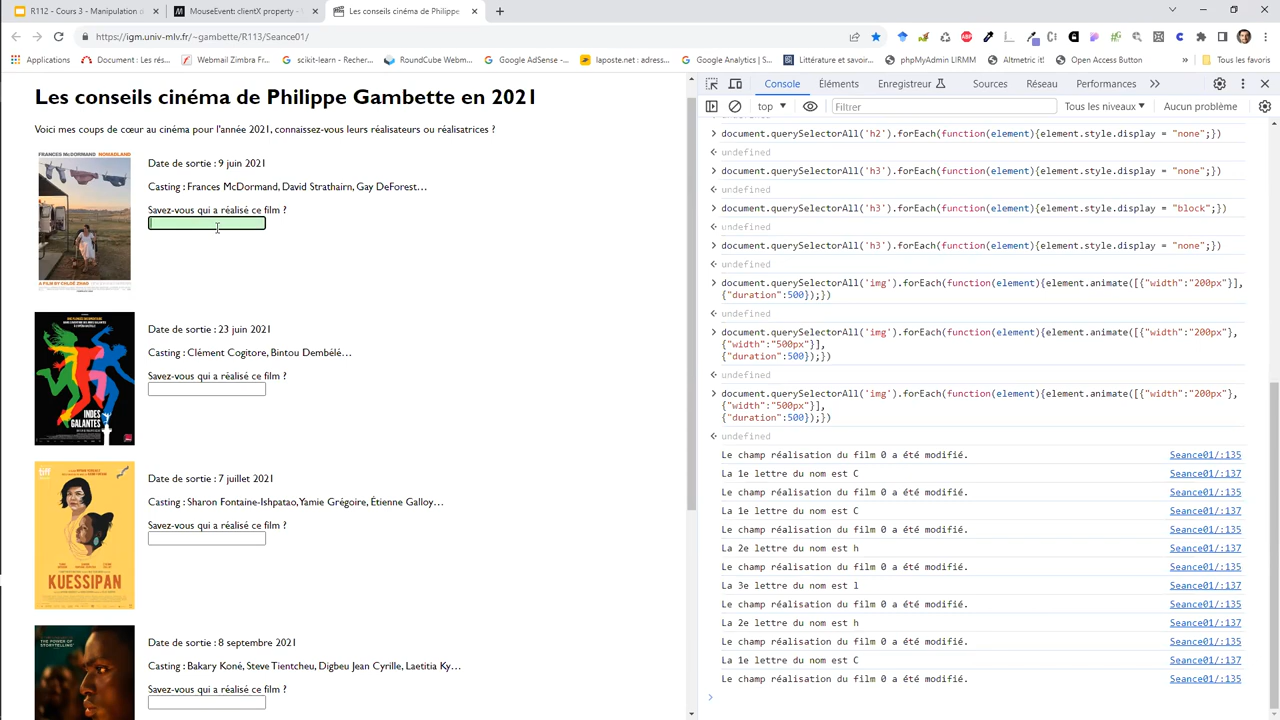 R112 - Cours 3 - Manipulation d
MouseEvent: clientX property -
Les conseils cinéma de Philippe
https://igm.univ-mlv.fr/~gambette/R113/Seance01/
Applications
Document : Les rés...
Webmail Zimbra Fr...
scikit-learn - Recher...
RoundCube Webm...
Google AdSense -...
laposte.net : adress...
Google Analytics |...
Littérature et savoir...
phpMyAdmin LIRMM
Altmetric it!
Open Access Button
Tous les favoris
Les conseils cinéma de Philippe Gambette en 2021
Voici mes coups de cœur au cinéma pour l'année 2021, connaissez-vous leurs réalisateurs ou réalisatrices ?
FRANCES McDORMAND NOMADLAND
A FILM BY CHLOÉ ZHAO
Date de sortie : 9 juin 2021
Casting : Frances McDormand, David Strathairn, Gay DeForest…
Savez-vous qui a réalisé ce film ?
INDES
GALANTES
Date de sortie : 23 juin 2021
Casting : Clément Cogitore, Bintou Dembélé…
Savez-vous qui a réalisé ce film ?
tiff
KUESSIPAN
Date de sortie : 7 juillet 2021
Casting : Sharon Fontaine-Ishpatao, Yamie Grégoire, Étienne Galloy…
Savez-vous qui a réalisé ce film ?
THE POWER OF
STORYTELLING
Date de sortie : 8 septembre 2021
Casting : Bakary Koné, Steve Tientcheu, Digbeu Jean Cyrille, Laetitia Ky…
Savez-vous qui a réalisé ce film ?
Console
Éléments
Enregistreur
Sources
Réseau
Performances
top
Filtrer
Tous les niveaux
Aucun problème
document.querySelectorAll('h2').forEach(function(element){element.style.display = "none";})
undefined
document.querySelectorAll('h3').forEach(function(element){element.style.display = "none";})
undefined
document.querySelectorAll('h3').forEach(function(element){element.style.display = "block";})
undefined
document.querySelectorAll('h3').forEach(function(element){element.style.display = "none";})
undefined
document.querySelectorAll('img').forEach(function(element){element.animate([{"width":"200px"},
{"duration":500});})
undefined
document.querySelectorAll('img').forEach(function(element){element.animate([{"width":"200px"},
{"width":"500px"}],
{"duration":500});})
undefined
document.querySelectorAll('img').forEach(function(element){element.animate([{"width":"200px"},
{"width":"500px"}],
{"duration":500});})
undefined
Le champ réalisation du film 0 a été modifié. Seance01/:135
La 1e lettre du nom est C Seance01/:137
Le champ réalisation du film 0 a été modifié. Seance01/:135
La 1e lettre du nom est C Seance01/:137
Le champ réalisation du film 0 a été modifié. Seance01/:135
La 2e lettre du nom est h Seance01/:137
Le champ réalisation du film 0 a été modifié. Seance01/:135
La 3e lettre du nom est l Seance01/:137
Le champ réalisation du film 0 a été modifié. Seance01/:135
La 2e lettre du nom est h Seance01/:137
Le champ réalisation du film 0 a été modifié. Seance01/:135
La 1e lettre du nom est C Seance01/:137
Le champ réalisation du film 0 a été modifié. Seance01/:135